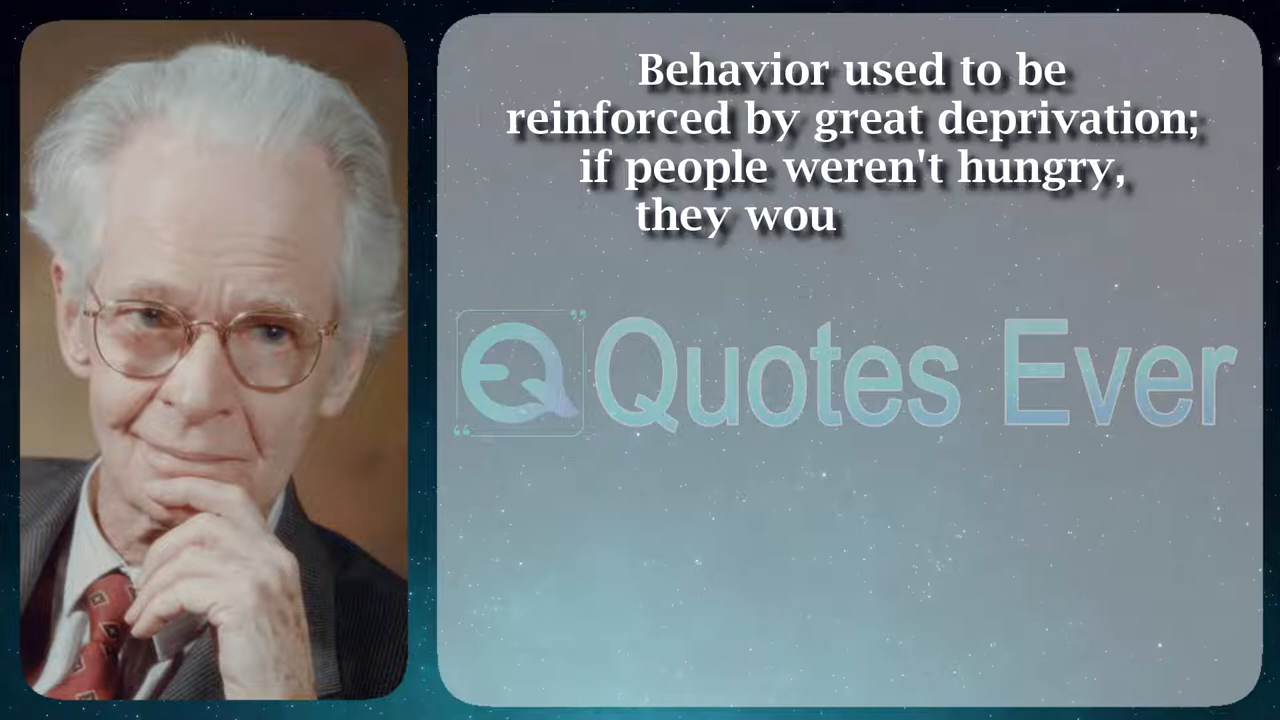 Behavior used to be
reinforced by great deprivation;
if people weren't hungry,
they wou
Quotes Ever